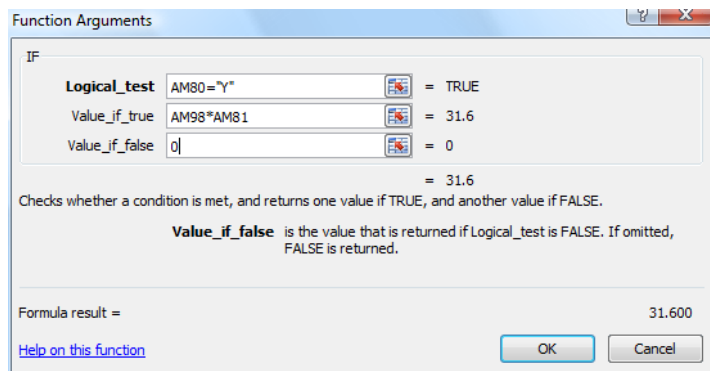 Function Arguments
IF
Logical_test AM80="Y" = TRUE
Value_if_true AM98*AM81 = 31.6
Value_if_false 0 = 0
= 31.6
Checks whether a condition is met, and returns one value if TRUE, and another value if FALSE.
Value_if_false is the value that is returned if Logical_test is FALSE. If omitted,
FALSE is returned.
Formula result = 31.600
Help on this function OK Cancel